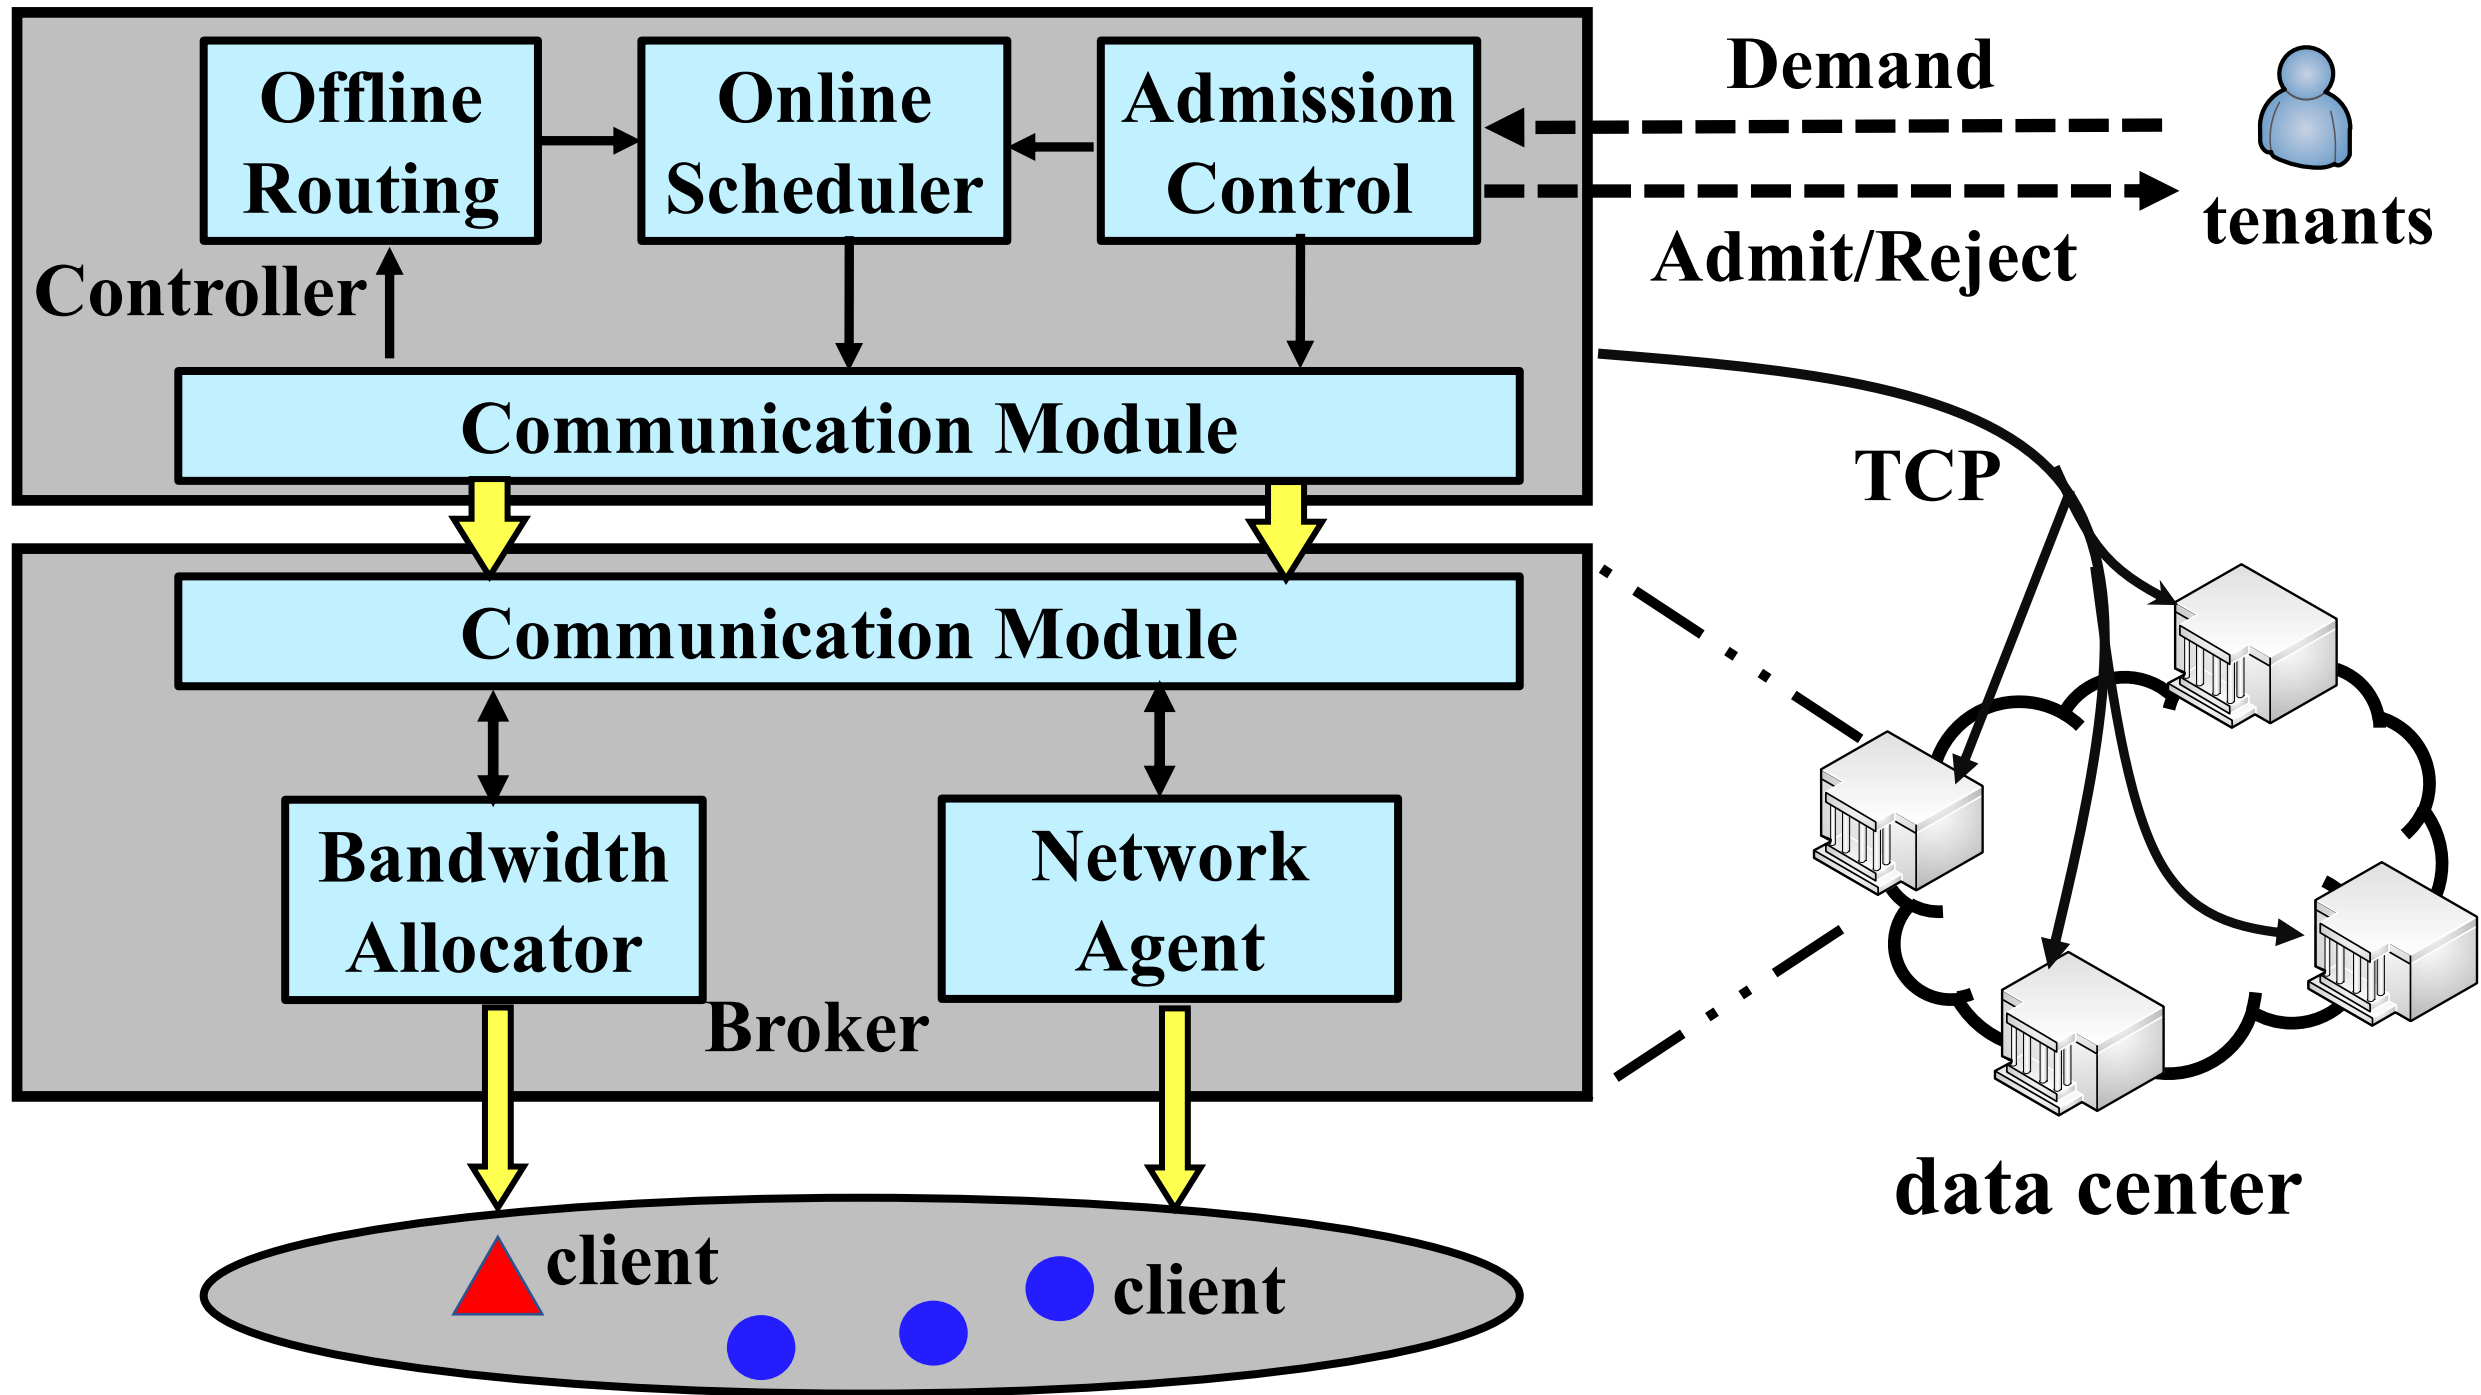 Offline
Routing
Online
Scheduler
Admission
Control
Demand
Admit/Reject
tenants
Controller
Communication Module
TCP
Communication Module
Bandwidth
Allocator
Network
Agent
Broker
data center
client
client